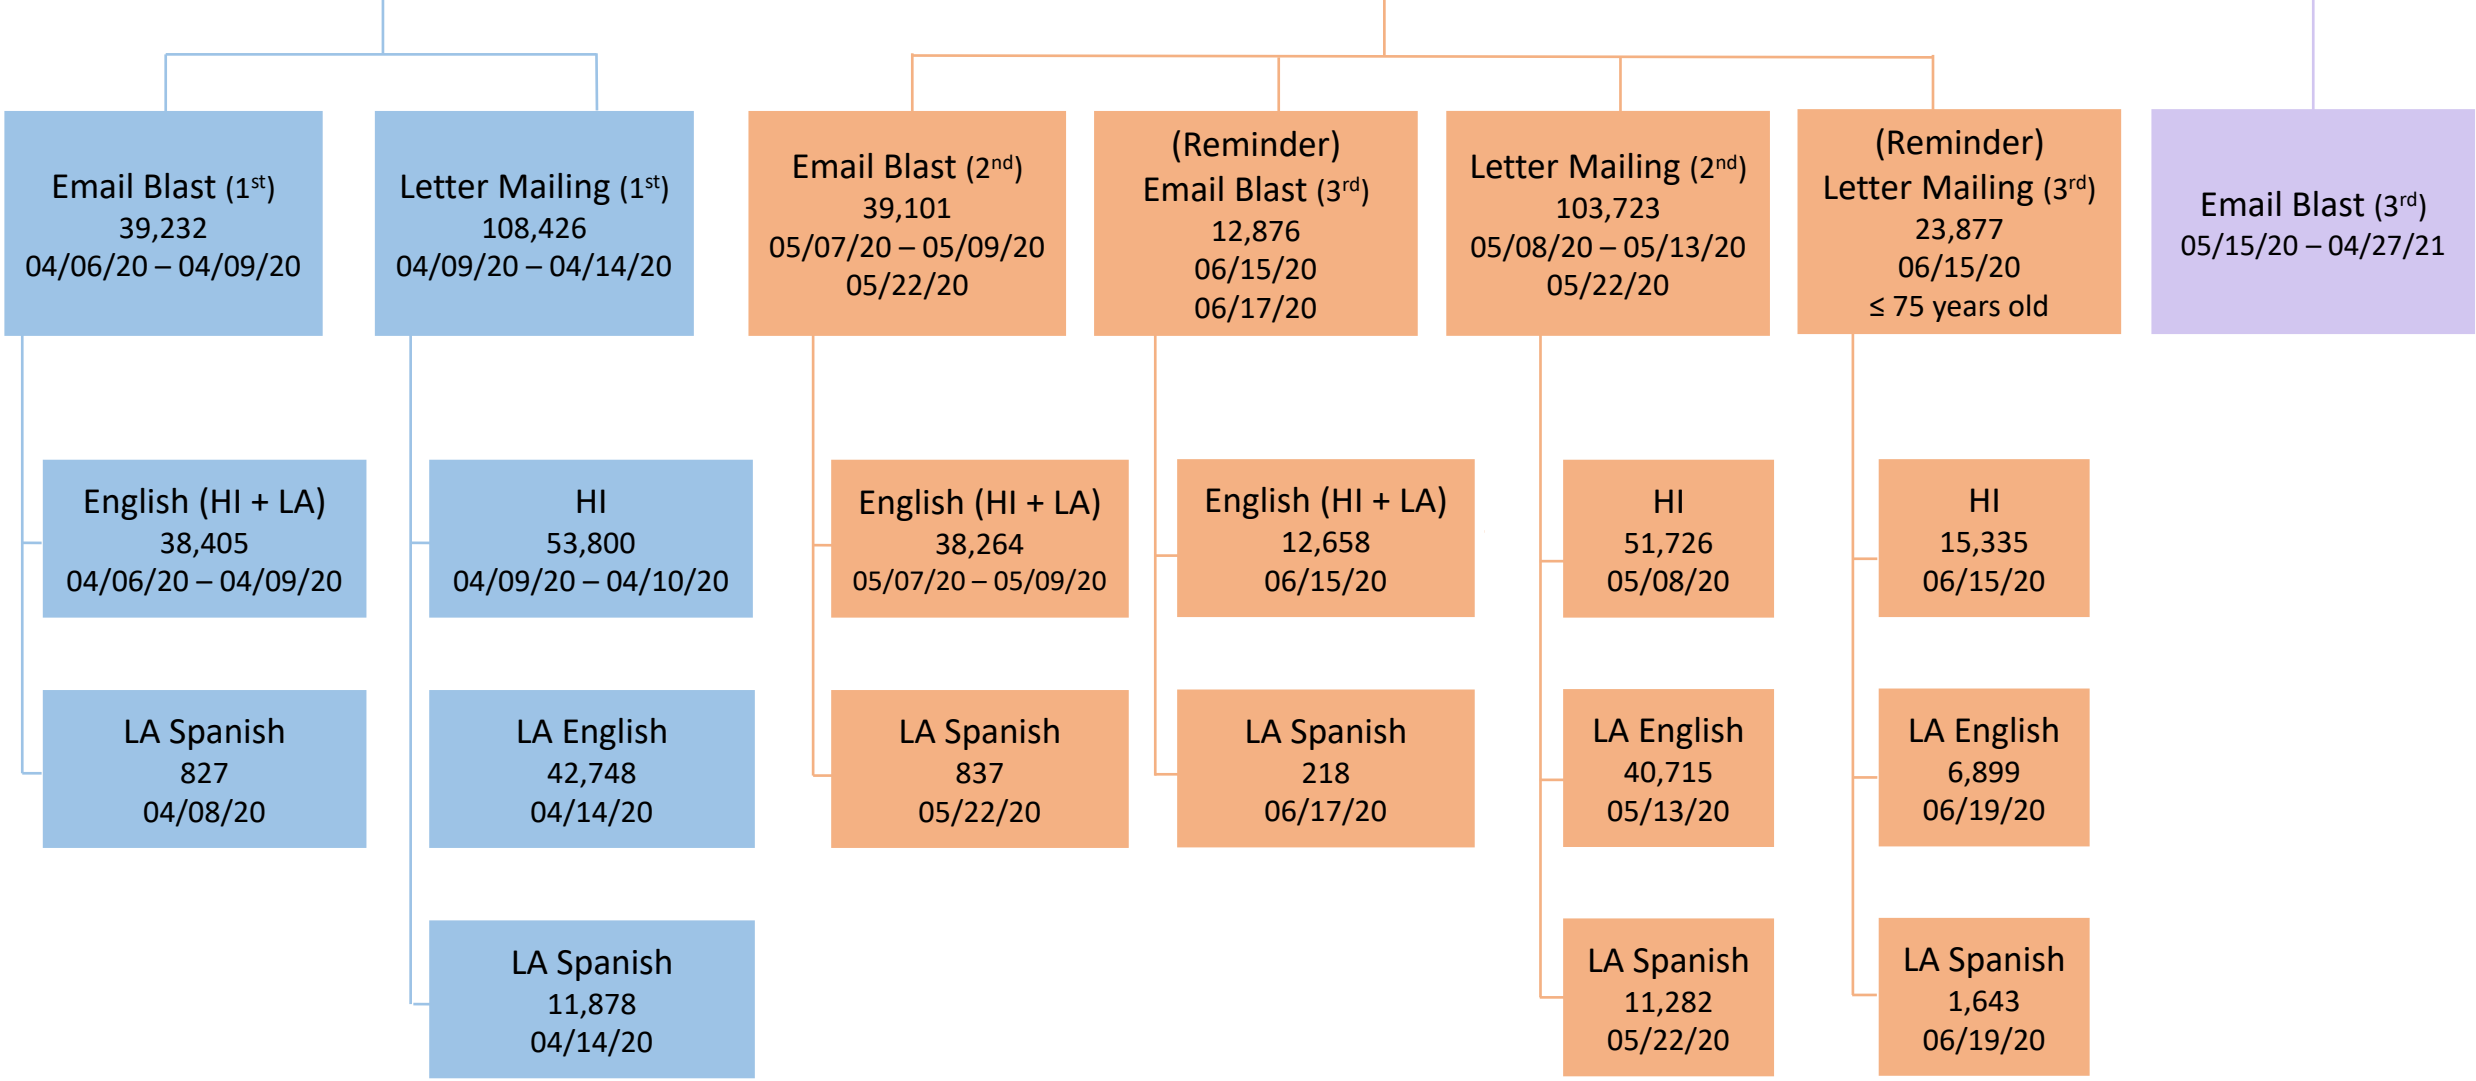 Email Blast (1st)
39,232
04/06/20 – 04/09/20
Letter Mailing (1st)
108,426
04/09/20 – 04/14/20
Email Blast (2nd)
39,101
05/07/20 – 05/09/20
05/22/20
(Reminder)
Email Blast (3rd)
12,876
06/15/20
06/17/20
Letter Mailing (2nd)
103,723
05/08/20 – 05/13/20
05/22/20
(Reminder)
Letter Mailing (3rd)
23,877
06/15/20
≤ 75 years old
Email Blast (3rd)
05/15/20 – 04/27/21
English (HI + LA)
38,405
04/06/20 – 04/09/20
HI
53,800
04/09/20 – 04/10/20
English (HI + LA)
38,264
05/07/20 – 05/09/20
English (HI + LA)
12,658
06/15/20
HI
51,726
05/08/20
HI
15,335
06/15/20
LA Spanish
827
04/08/20
LA English
42,748
04/14/20
LA Spanish
837
05/22/20
LA Spanish
218
06/17/20
LA English
40,715
05/13/20
LA English
6,899
06/19/20
LA Spanish
11,878
04/14/20
LA Spanish
11,282
05/22/20
LA Spanish
1,643
06/19/20